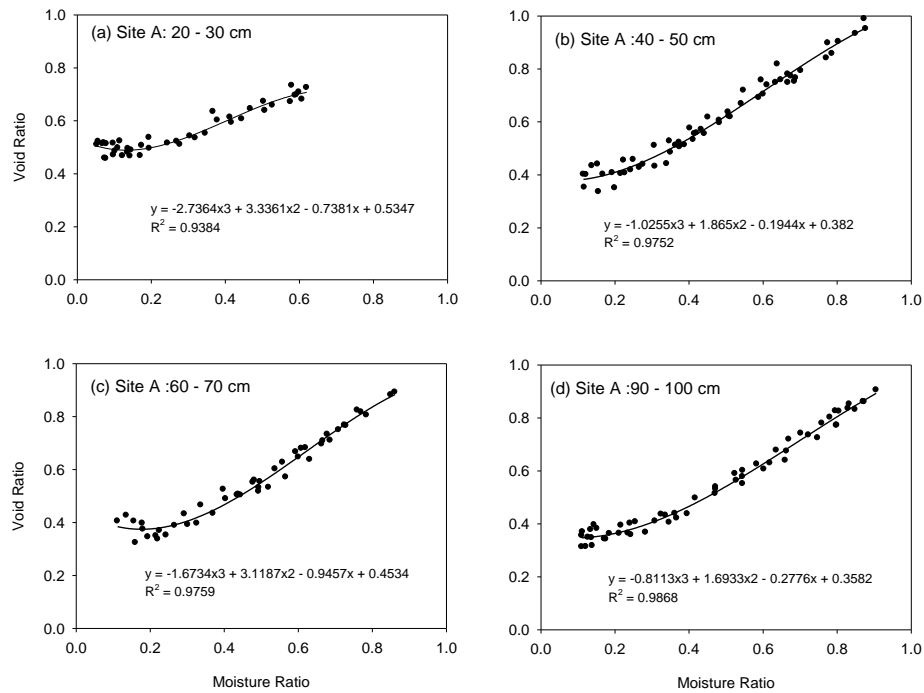 (a) Site A: 20 - 30 cm
1.0
0.8
0.6
0.4
0.2
0.0
Void Ratio
y = -2.7364x3 + 3.3361x2 - 0.7381x + 0.5347
R2 = 0.9384
0.0 0.2 0.4 0.6 0.8 1.0
(b) Site A :40 - 50 cm
1.0
0.8
0.6
0.4
0.2
0.0
y = -1.0255x3 + 1.865x2 - 0.1944x + 0.382
R2 = 0.9752
0.0 0.2 0.4 0.6 0.8 1.0
(c) Site A :60 - 70 cm
1.0
0.8
0.6
0.4
0.2
0.0
Void Ratio
y = -1.6734x3 + 3.1187x2 - 0.9457x + 0.4534
R2 = 0.9759
0.0 0.2 0.4 0.6 0.8 1.0
Moisture Ratio
(d) Site A :90 - 100 cm
1.0
0.8
0.6
0.4
0.2
0.0
y = -0.8113x3 + 1.6933x2 - 0.2776x + 0.3582
R2 = 0.9868
0.0 0.2 0.4 0.6 0.8 1.0
Moisture Ratio